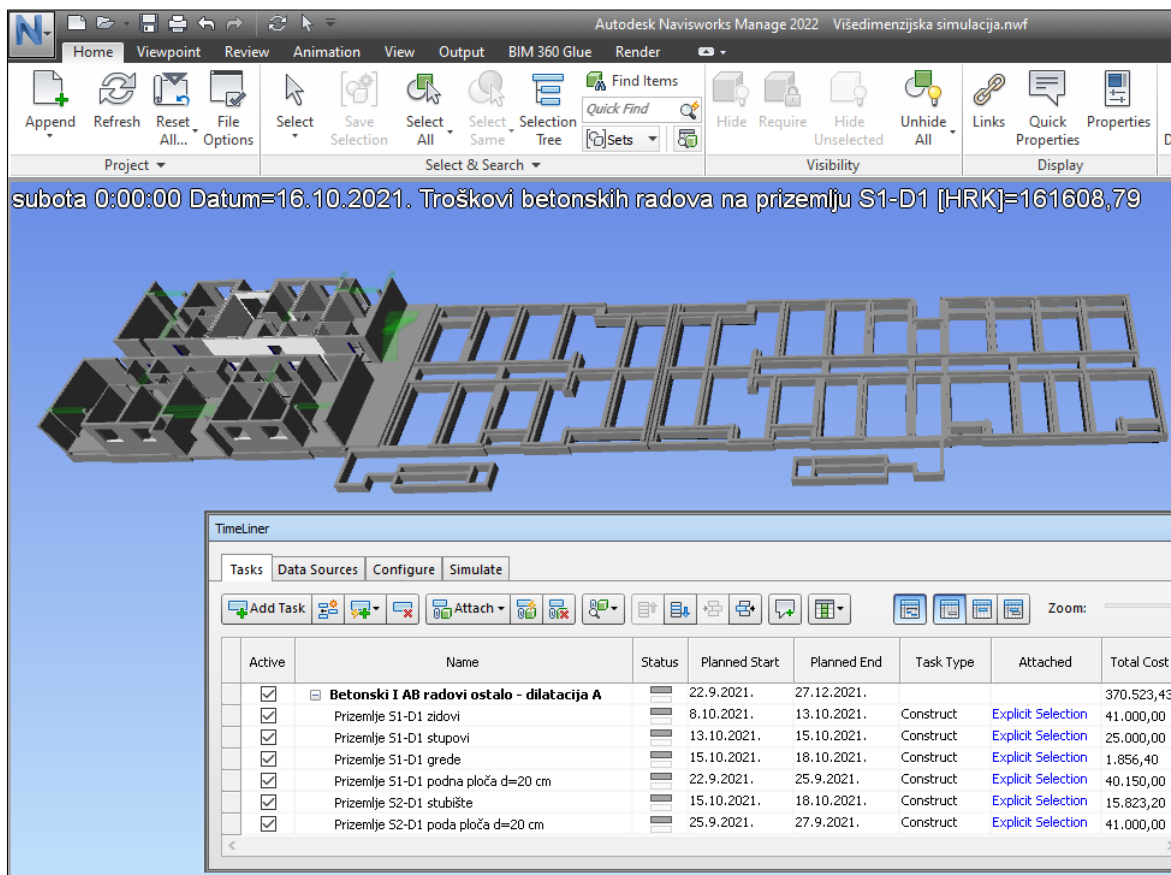 Autodesk Navisworks Manage 2022 Višedimenzijska simulacija.nwf
Home Viewpoint Review Animation View Output BIM 360 Glue Render
Append Refresh Reset All... File Options Select Save Selection Select All Select Same Selection Tree Find Items Quick Find Sets Hide Require Hide Unselected Unhide All Links Quick Properties Properties
Project Select & Search Visibility Display
subota 0:00:00 Datum=16.10.2021. Troškovi betonskih radova na prizemlju S1-D1 [HRK]=161608,79
TimeLiner
Tasks Data Sources Configure Simulate
Add Task Attach Zoom:
Active Name Status Planned Start Planned End Task Type Attached Total Cost
Betonski I AB radovi ostalo - dilatacija A 22.9.2021. 27.12.2021. 370.523,43
Prizemlje S1-D1 zidovi 8.10.2021. 13.10.2021. Construct Explicit Selection 41.000,00
Prizemlje S1-D1 stupovi 13.10.2021. 15.10.2021. Construct Explicit Selection 25.000,00
Prizemlje S1-D1 grede 15.10.2021. 18.10.2021. Construct Explicit Selection 1.856,40
Prizemlje S1-D1 podna ploča d=20 cm 22.9.2021. 25.9.2021. Construct Explicit Selection 40.150,00
Prizemlje S2-D1 stubište 15.10.2021. 18.10.2021. Construct Explicit Selection 15.823,20
Prizemlje S2-D1 poda ploča d=20 cm 25.9.2021. 27.9.2021. Construct Explicit Selection 41.000,00